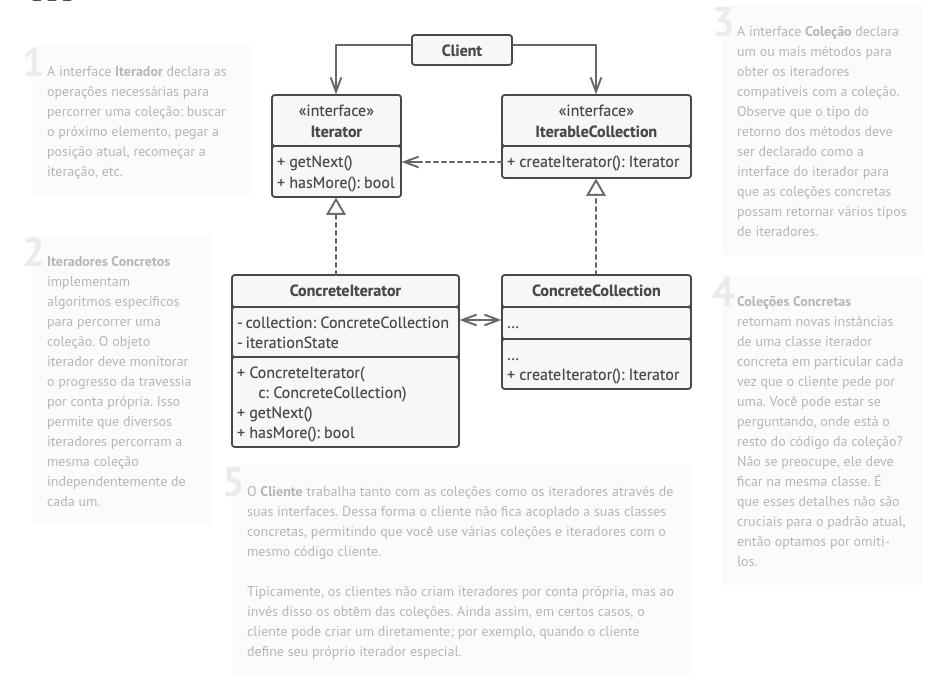 1
A interface Iterador declara as
operações necessárias para
percorrer uma coleção: buscar
o próximo elemento, pegar a
posição atual, recomeçar a
iteração, etc.
2
Iteradores Concretos
implementam
algoritmos específicos
para percorrer uma
coleção. O objeto
iterador deve monitorar
o progresso da travessia
por conta própria. Isso
permite que diversos
iteradores percorram a
mesma coleção
independentemente de
cada um.
Client
«interface»
Iterator
+ getNext()
+ hasMore(): bool
«interface»
IterableCollection
+ createIterator(): Iterator
ConcreteIterator
- collection: ConcreteCollection
- iterationState
+ ConcreteIterator(
c: ConcreteCollection)
+ getNext()
+ hasMore(): bool
ConcreteCollection
...
...
+ createIterator(): Iterator
3
A interface Coleção declara
um ou mais métodos para
obter os iteradores
compatíveis com a coleção.
Observe que o tipo do
retorno dos métodos deve
ser declarado como a
interface do iterador para
que as coleções concretas
possam retornar vários tipos
de iteradores.
4
Coleções Concretas
retornam novas instâncias
de uma classe iterador
concreta em particular cada
vez que o cliente pede por
uma. Você pode estar se
perguntando, onde está o
resto do código da coleção?
Não se preocupe, ele deve
ficar na mesma classe. É
que esses detalhes não são
cruciais para o padrão atual,
então optamos por omiti-
los.
5
O Cliente trabalha tanto com as coleções como os iteradores através de
suas interfaces. Dessa forma o cliente não fica acoplado a suas classes
concretas, permitindo que você use várias coleções e iteradores com o
mesmo código cliente.
Tipicamente, os clientes não criam iteradores por conta própria, mas ao
invés disso os obtêm das coleções. Ainda assim, em certos casos, o
cliente pode criar um diretamente; por exemplo, quando o cliente
define seu próprio iterador especial.